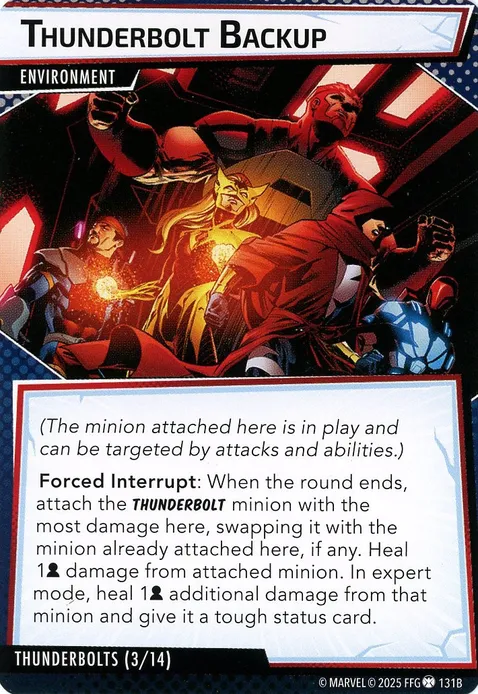 THUNDERBOLT BACKUP
ENVIRONMENT
(The minion attached here is in play and
can be targeted by attacks and abilities.)
Forced Interrupt: When the round ends,
attach the THUNDERBOLT minion with the
most damage here, swapping it with the
minion already attached here, if any. Heal
1 damage from attached minion. In expert
mode, heal 1 additional damage from that
minion and give it a tough status card.
THUNDERBOLTS (3/14)
© MARVEL © 2025 FFG 131B